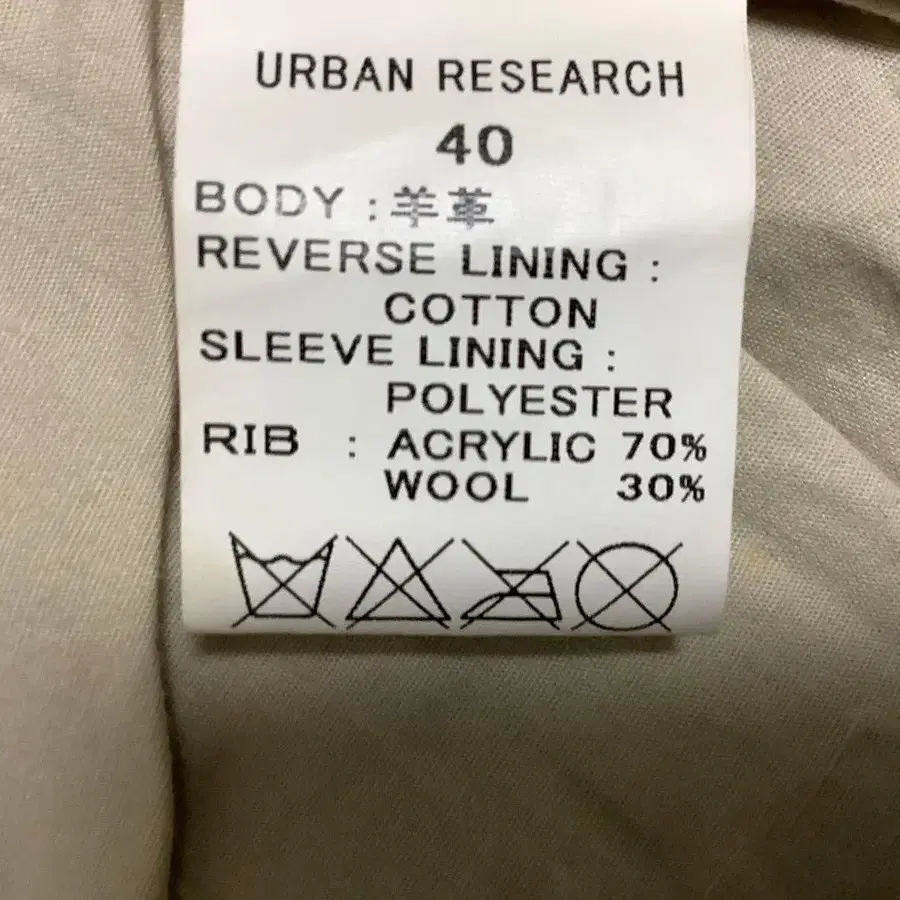 URBAN RESEARCH
40
BODY : 羊革
REVERSE LINING :
COTTON
SLEEVE LINING :
POLYESTER
RIB : ACRYLIC 70%
WOOL 30%